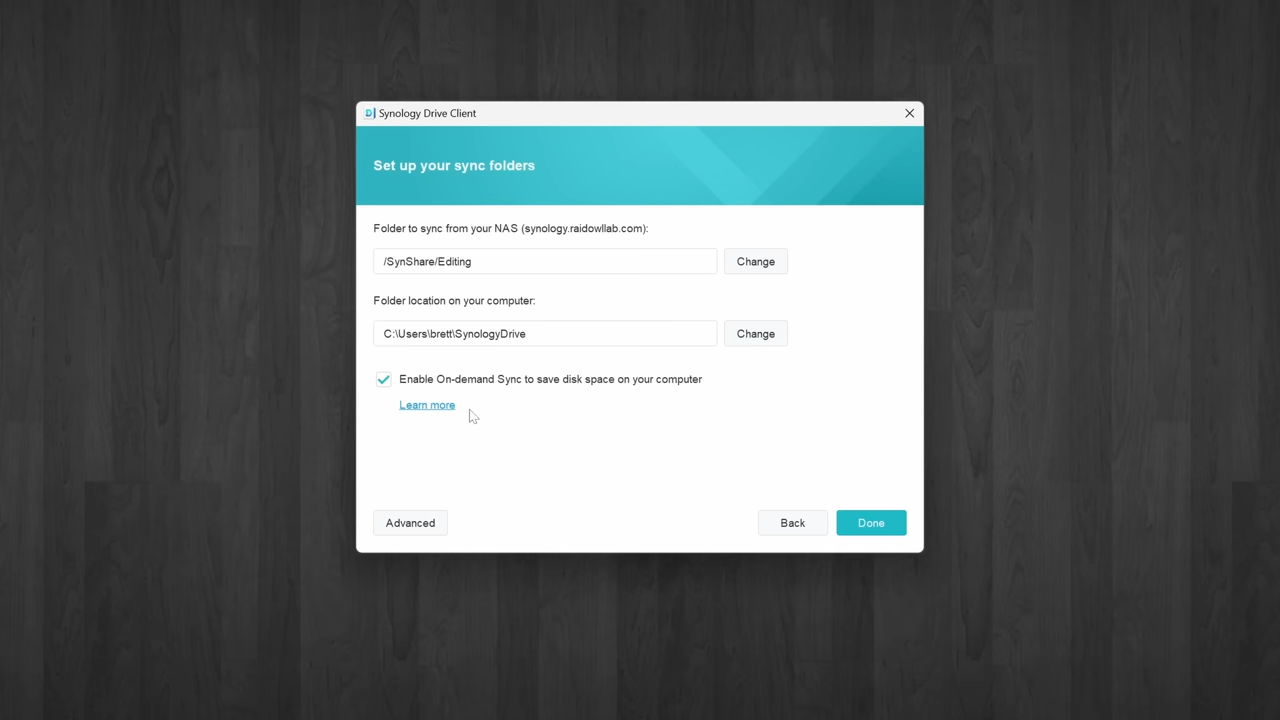 Synology Drive Client
Set up your sync folders
Folder to sync from your NAS (synology.raidowllab.com):
/SynShare/Editing
Change
Folder location on your computer:
C:\Users\brett\SynologyDrive
Change
Enable On-demand Sync to save disk space on your computer
Learn more
Advanced
Back
Done